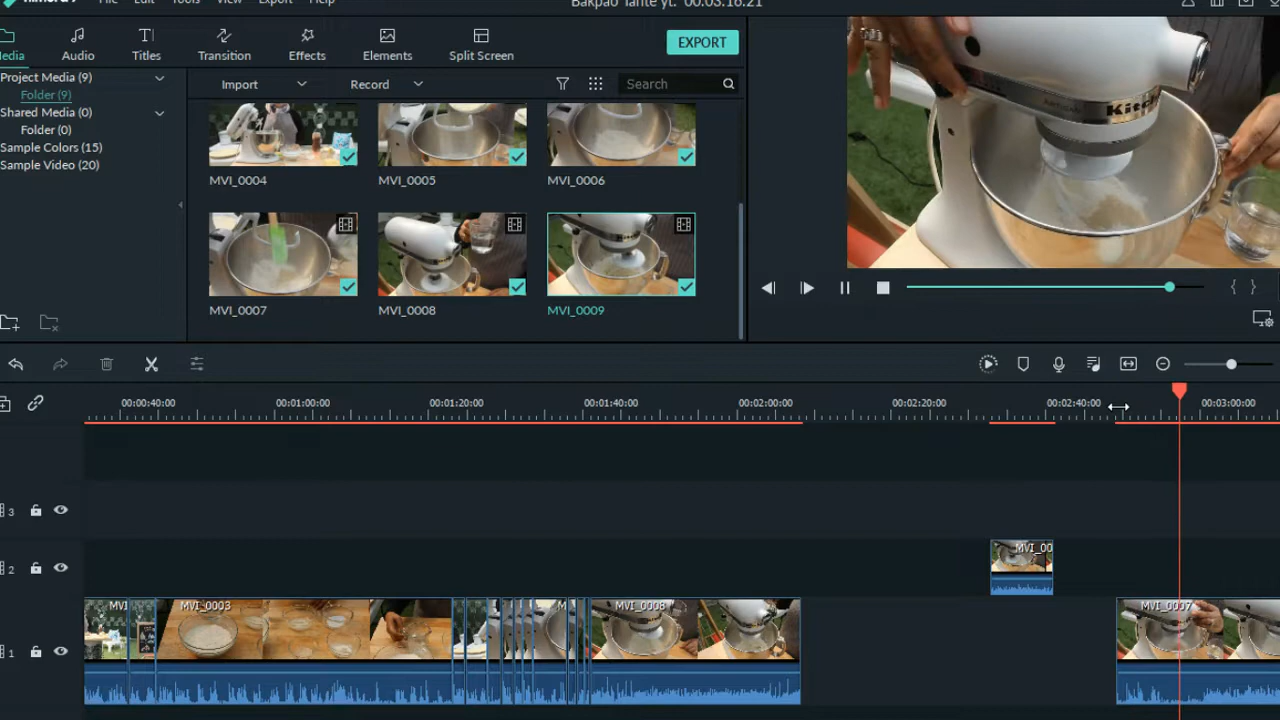 filmora9 File Edit Tools View Export Help
Bakpao Tante yt. 00:03:16:21
Media Audio Titles Transition Effects Elements Split Screen EXPORT
Project Media (9)
Folder (9)
Shared Media (0)
Folder (0)
Sample Colors (15)
Sample Video (20)
Import Record Search
MVI_0004 MVI_0005 MVI_0006
MVI_0007 MVI_0008 MVI_0009
ARTISAN Kitch
00:00:40:00 00:01:00:00 00:01:20:00 00:01:40:00 00:02:00:00 00:02:20:00 00:02:40:00 00:03:00:00
3
2 MVI_00
1 MVI MVI_0003 M MVI_0008 MVI_0007